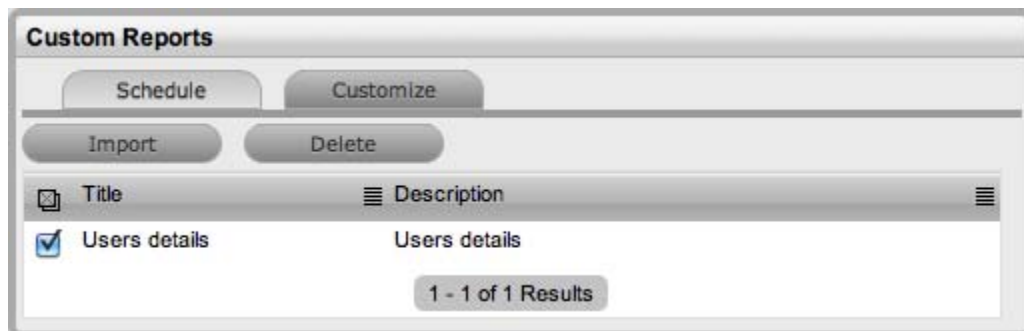 Custom Reports
Schedule Customize
Import Delete
Title Description
Users details Users details
1 - 1 of 1 Results